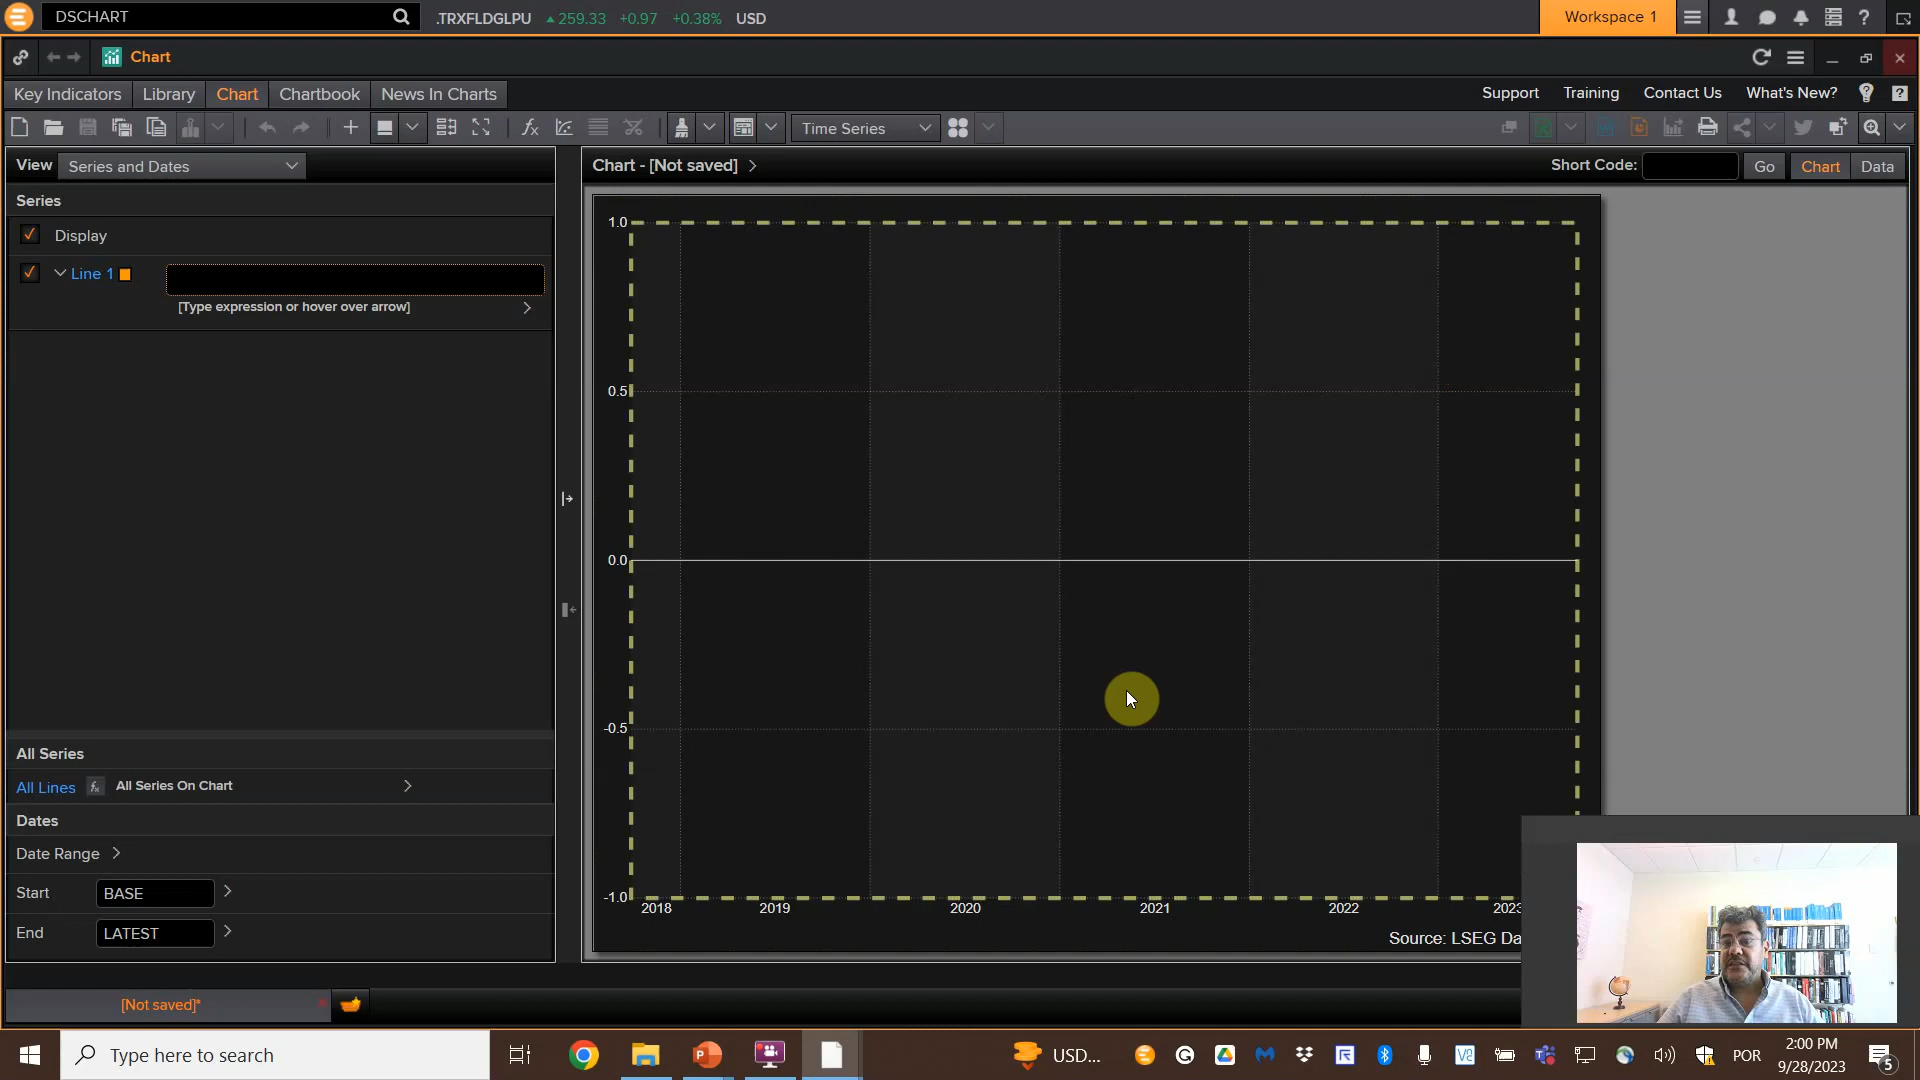 DSCHART
.TRXFLDGLPU 259.33 +0.97 +0.38% USD
Workspace 1
Chart
Key Indicators Library Chart Chartbook News In Charts
Support Training Contact Us What's New?
Time Series
View Series and Dates
Chart - [Not saved]
Short Code: Go Chart Data
Series
Display
Line 1
[Type expression or hover over arrow]
1.0
0.5
0.0
-0.5
-1.0
2018 2019 2020 2021 2022 2023
Source: LSEG Da
All Series
All Lines fx All Series On Chart
Dates
Date Range
Start BASE
End LATEST
[Not saved]*
Type here to search
USD...
POR
2:00 PM
9/28/2023
5